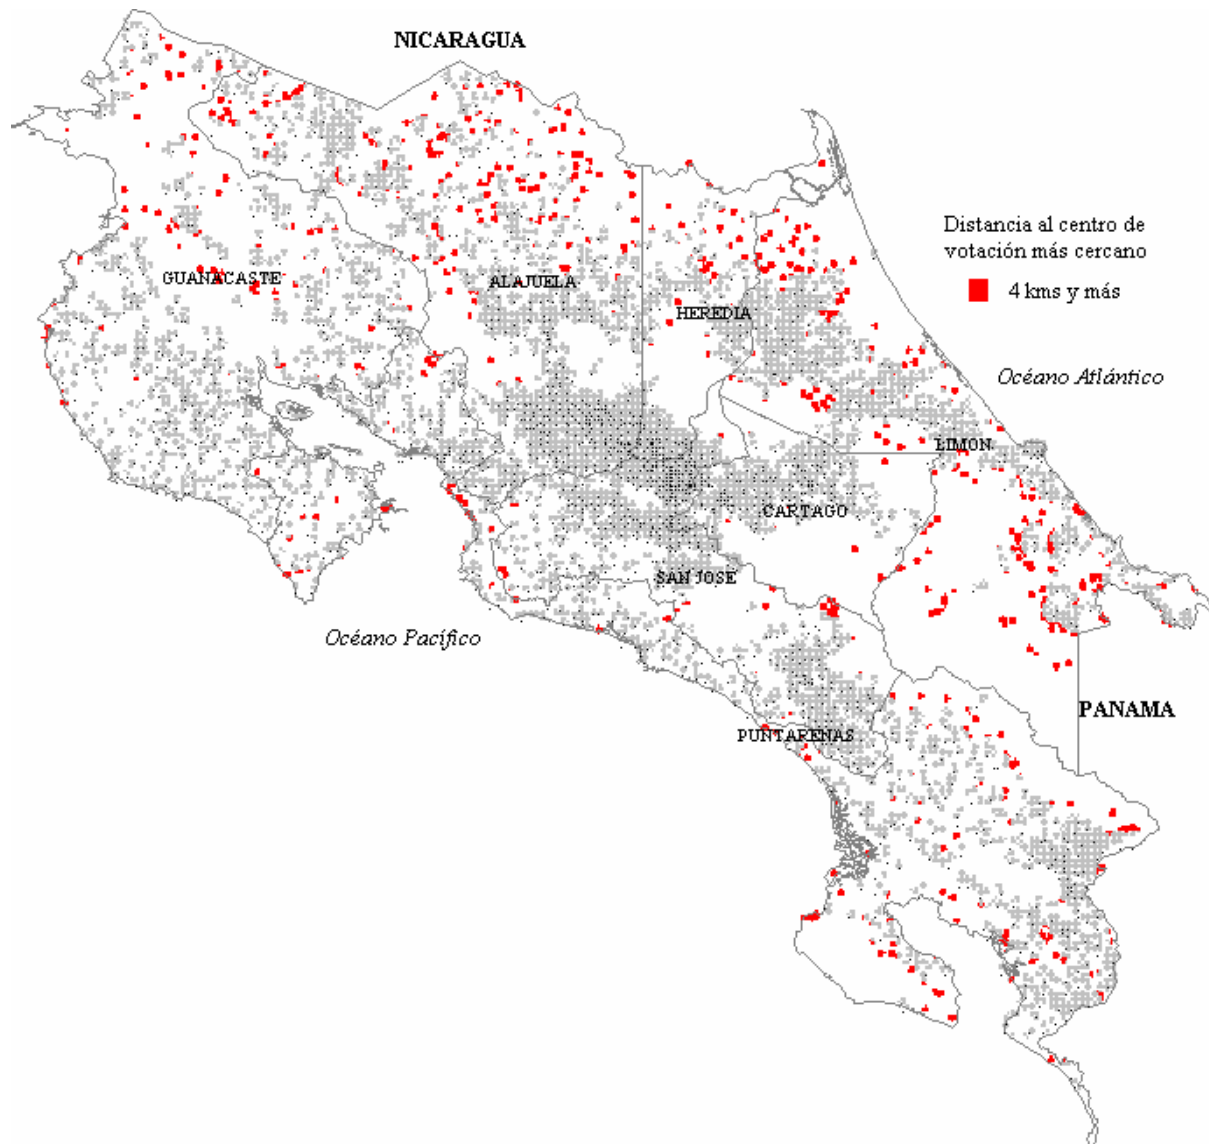 NICARAGUA
Distancia al centro de
votación más cercano
4 kms y más
GUANACASTE
ALAJUELA
HEREDIA
Océano Atlántico
LIMON
CARTAGO
SAN JOSE
Océano Pacífico
PANAMA
PUNTARENAS